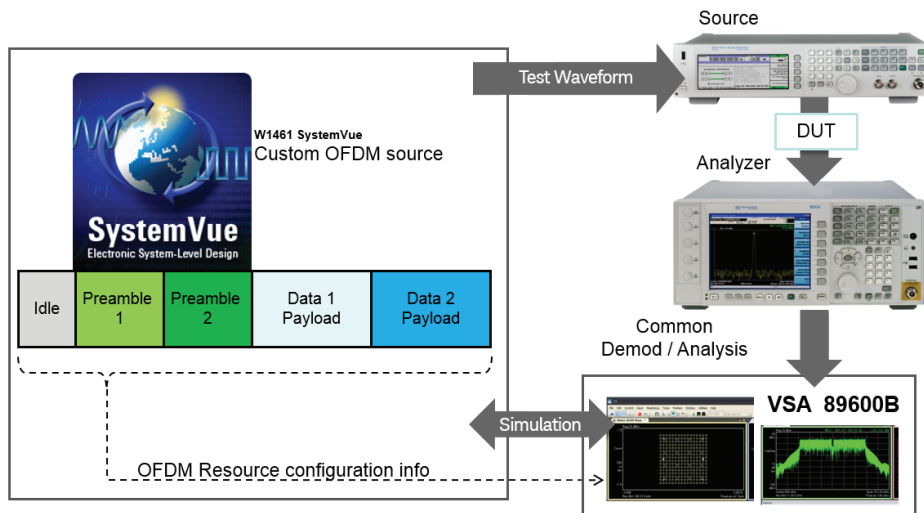 Source
Test Waveform
W1461 SystemVue
Custom OFDM source
DUT
Analyzer
SystemVue
Electronic System-Level Design
Idle
Preamble
1
Preamble
2
Data 1
Payload
Data 2
Payload
Common
Demod / Analysis
VSA 89600B
Simulation
OFDM Resource configuration info